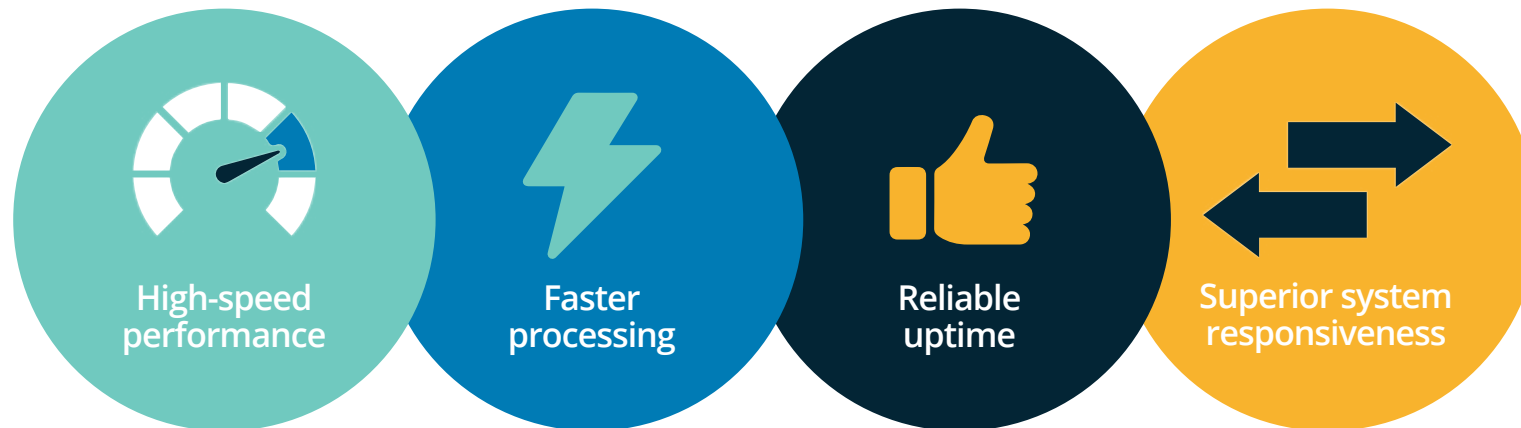 High-speed
performance
Faster
processing
Reliable
uptime
Superior system
responsiveness